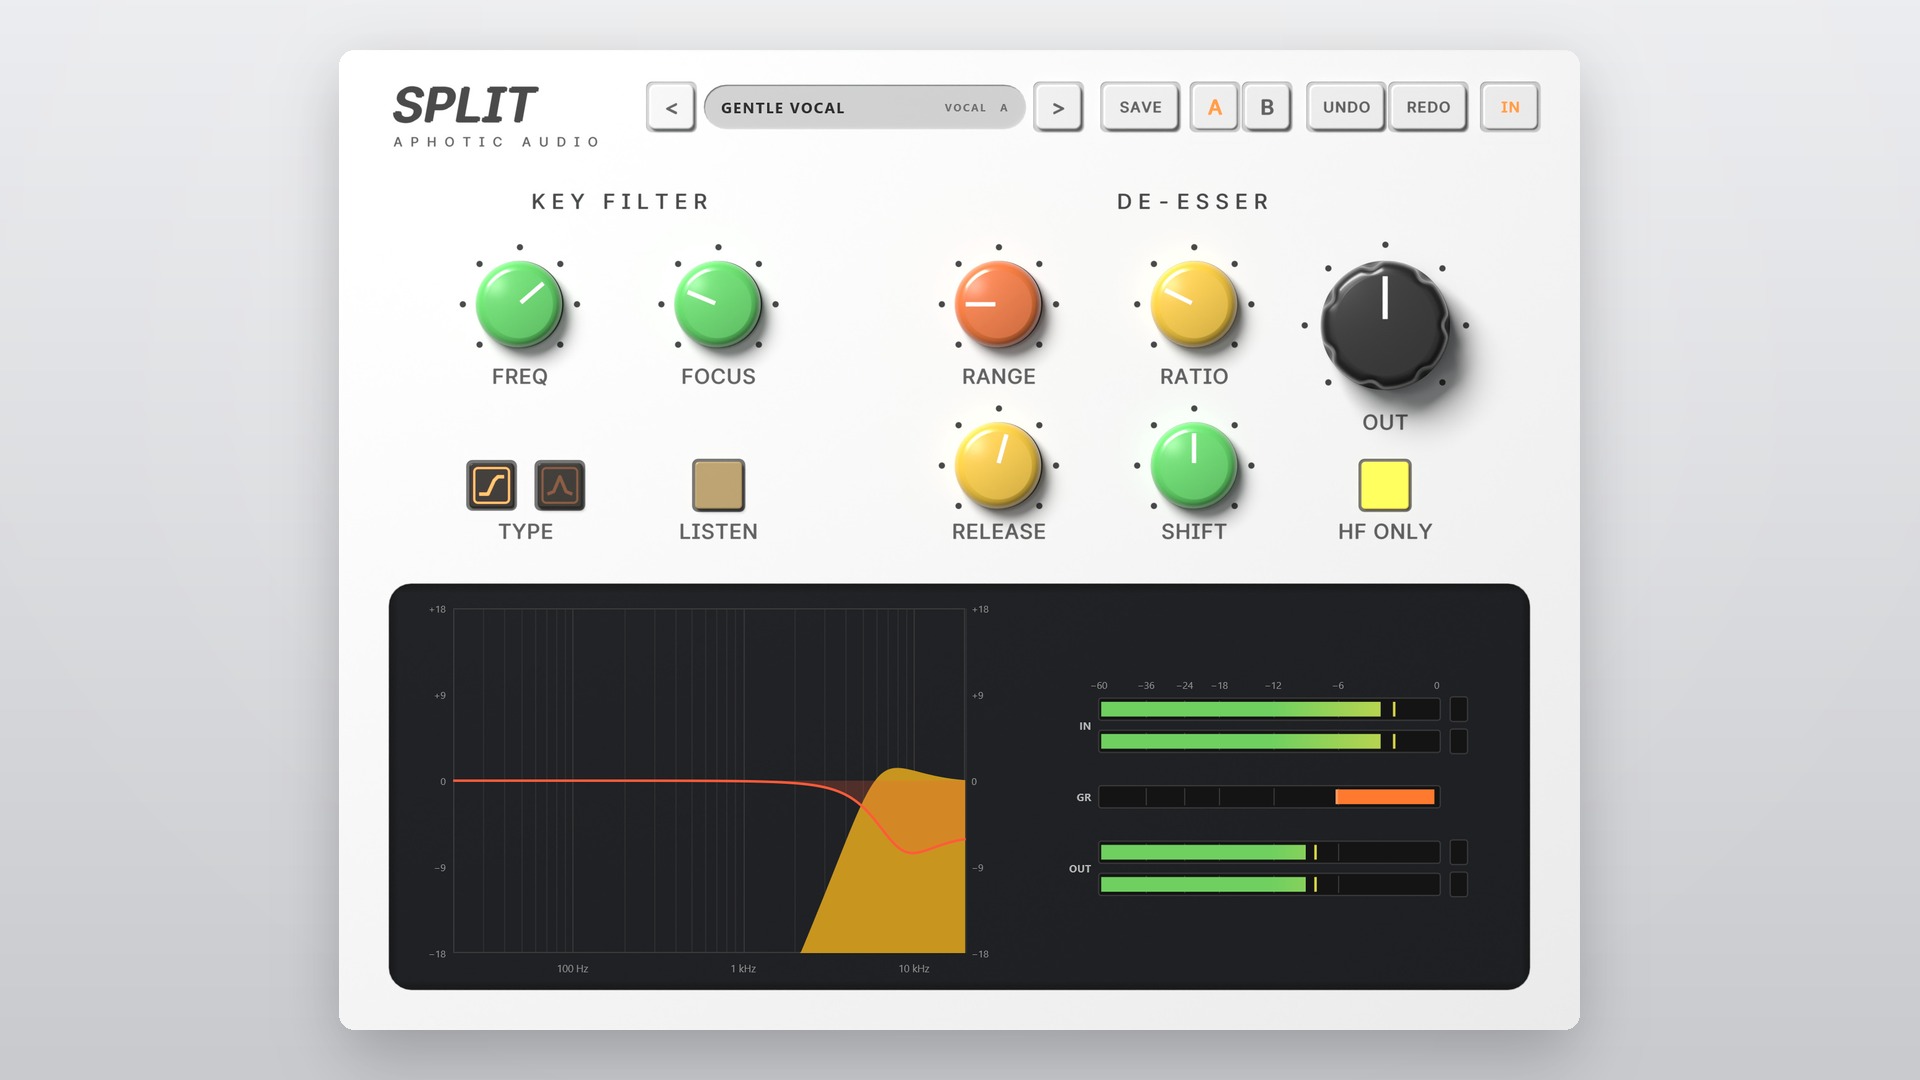 SPLIT
APHOTIC AUDIO
< GENTLE VOCAL VOCAL A > SAVE A B UNDO REDO IN
KEY FILTER
DE-ESSER
FREQ FOCUS RANGE RATIO
OUT
TYPE LISTEN RELEASE SHIFT HF ONLY
+18 +18
+9 +9
0 0
−9 −9
−18 −18
100 Hz 1 kHz 10 kHz
−60 −36 −24 −18 −12 −6 0
IN
GR
OUT